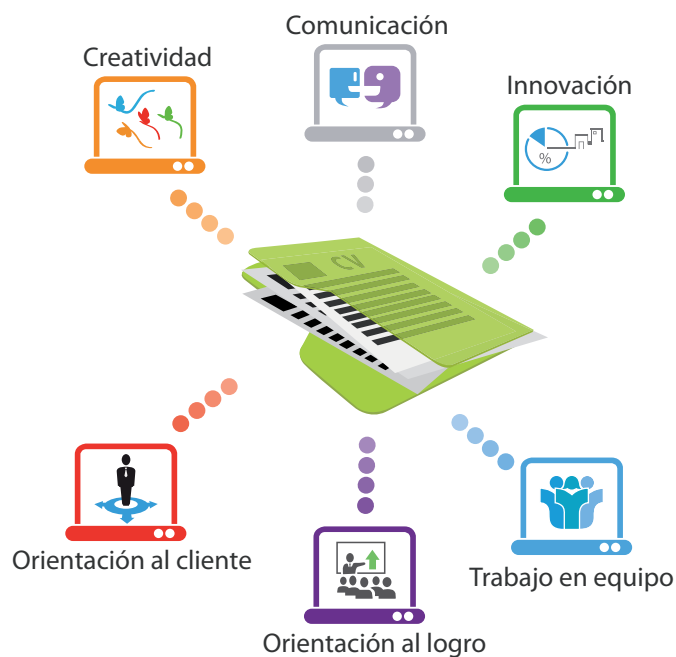 Comunicación
Creatividad
Innovación
%
CV
Orientación al cliente
Trabajo en equipo
Orientación al logro